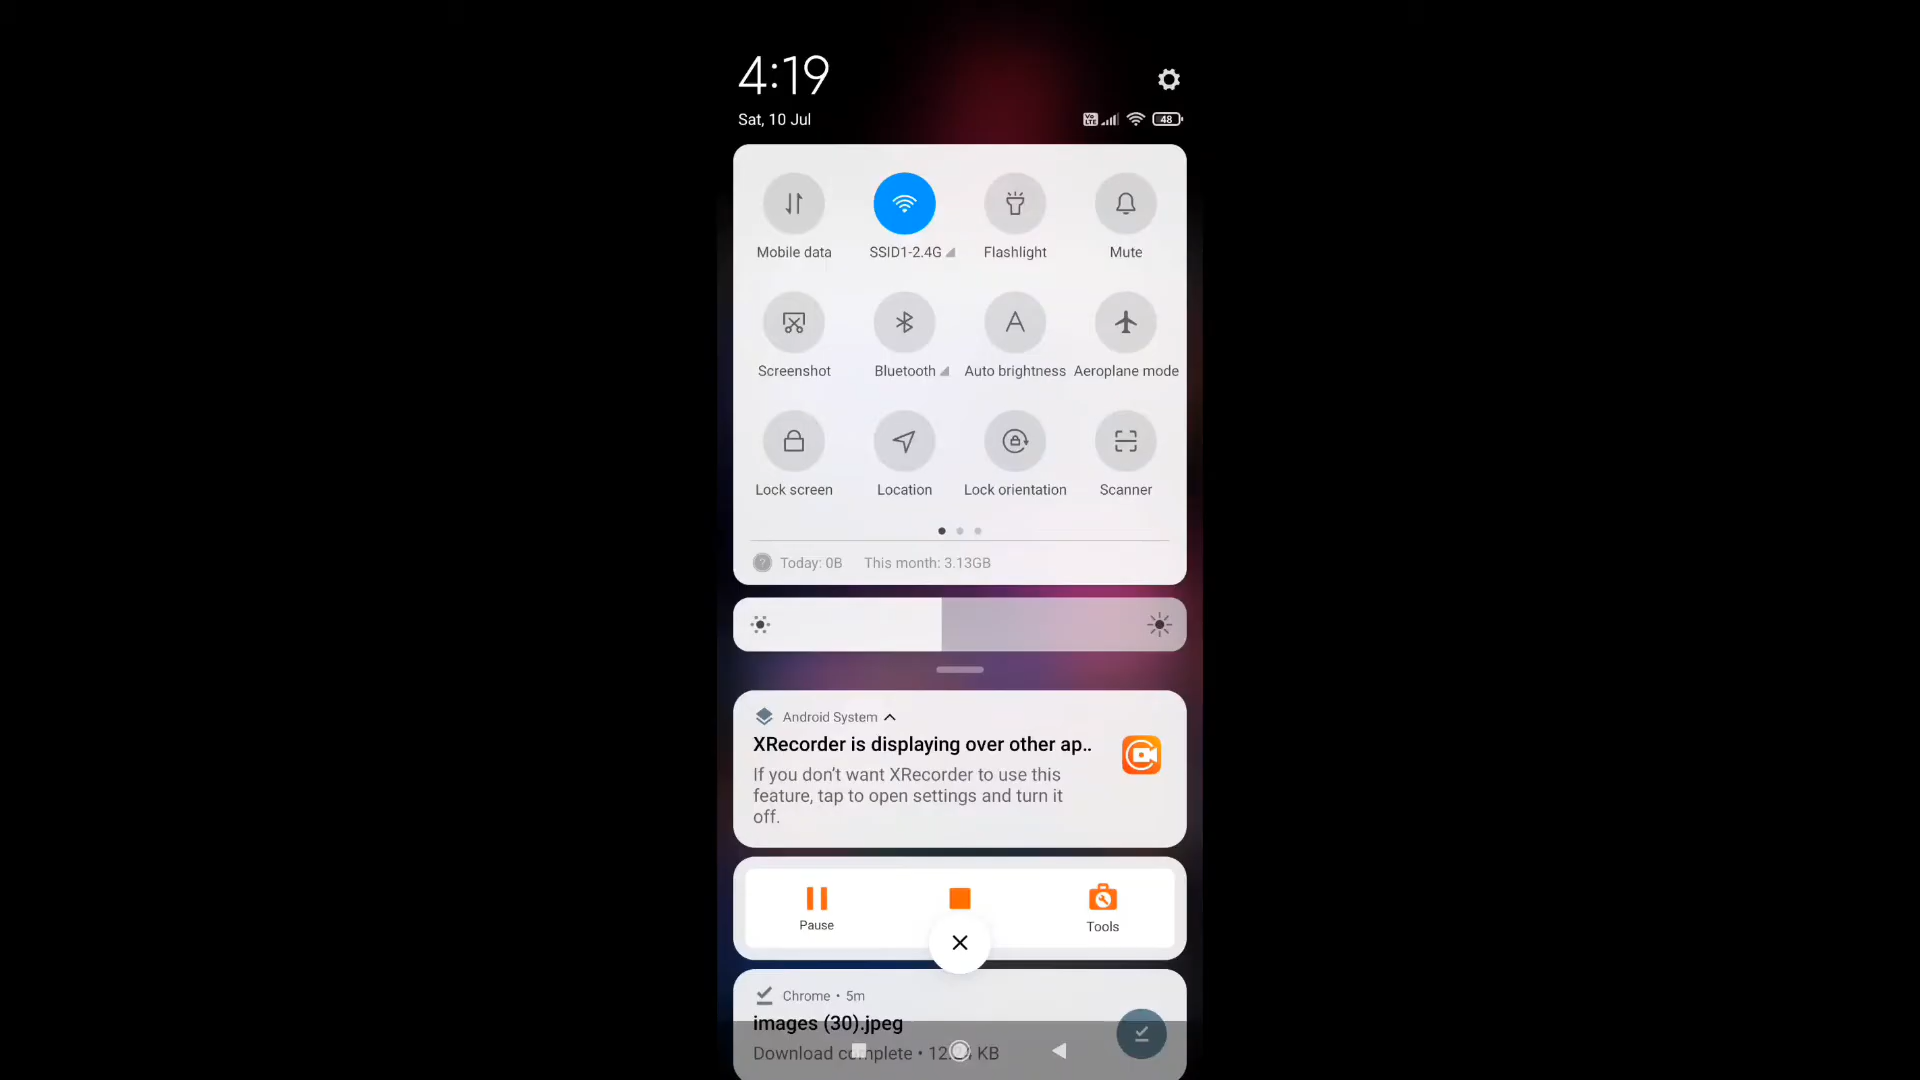 4:19
Sat, 10 Jul
Vo LTE
48
Mobile data
SSID1-2.4G
Flashlight
Mute
Screenshot
Bluetooth
Auto brightness
Aeroplane mode
Lock screen
Location
Lock orientation
Scanner
? Today: 0B This month: 3.13GB
Android System
XRecorder is displaying over other ap..
If you don’t want XRecorder to use this
feature, tap to open settings and turn it
off.
Pause
Tools
Chrome • 5m
images (30).jpeg
Download complete • KB